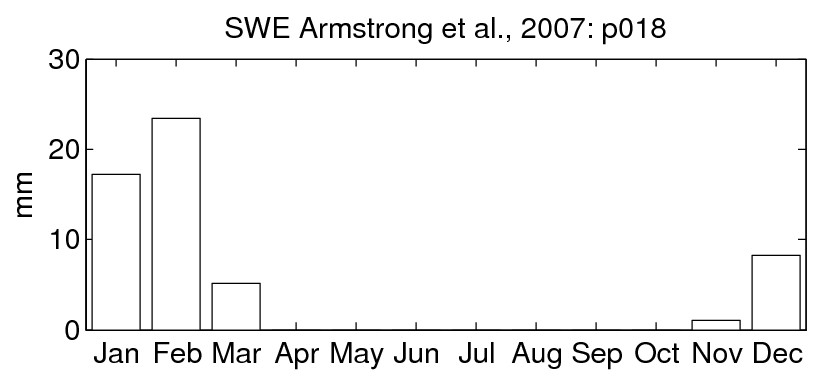 SWE Armstrong et al., 2007: p018
30
20
10
0
mm
Jan Feb Mar Apr May Jun Jul Aug Sep Oct Nov Dec